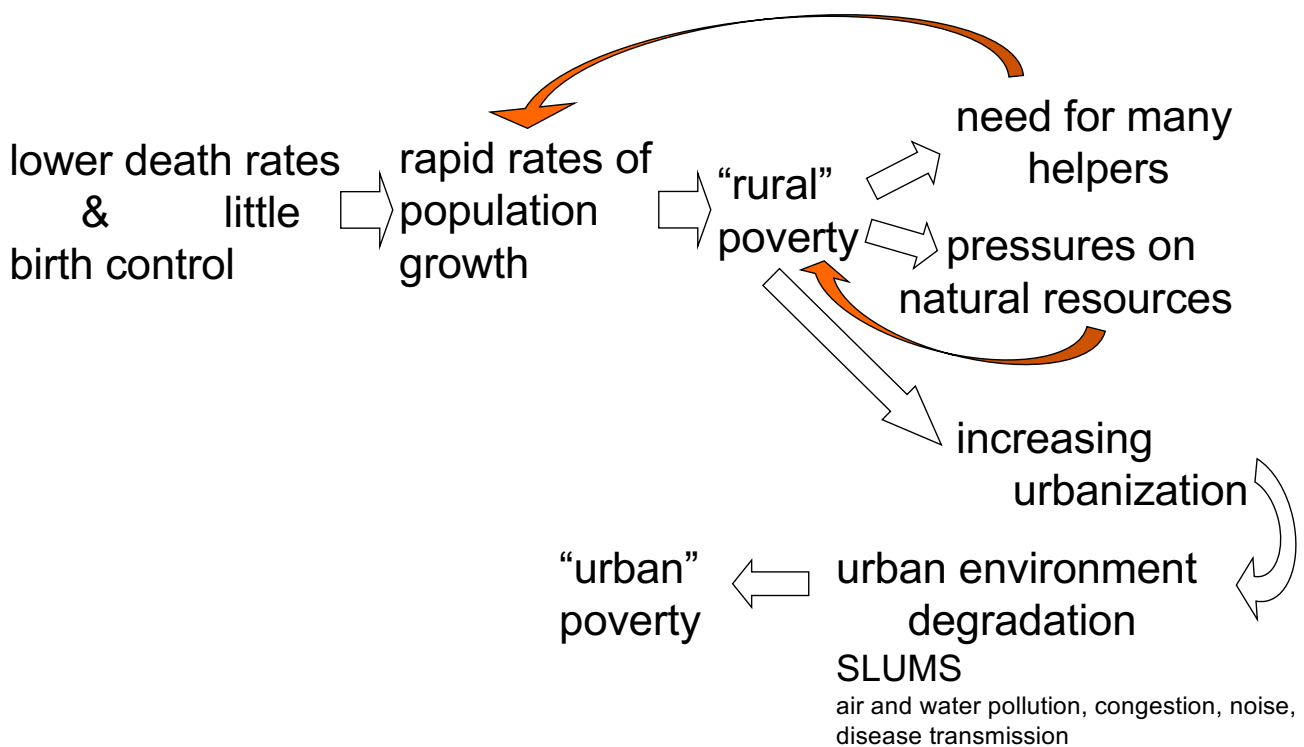 lower death rates
& little
birth control
rapid rates of
population
growth
“rural”
poverty
need for many
helpers
pressures on
natural resources
increasing
urbanization
urban environment
degradation
SLUMS
air and water pollution, congestion, noise,
disease transmission
“urban”
poverty